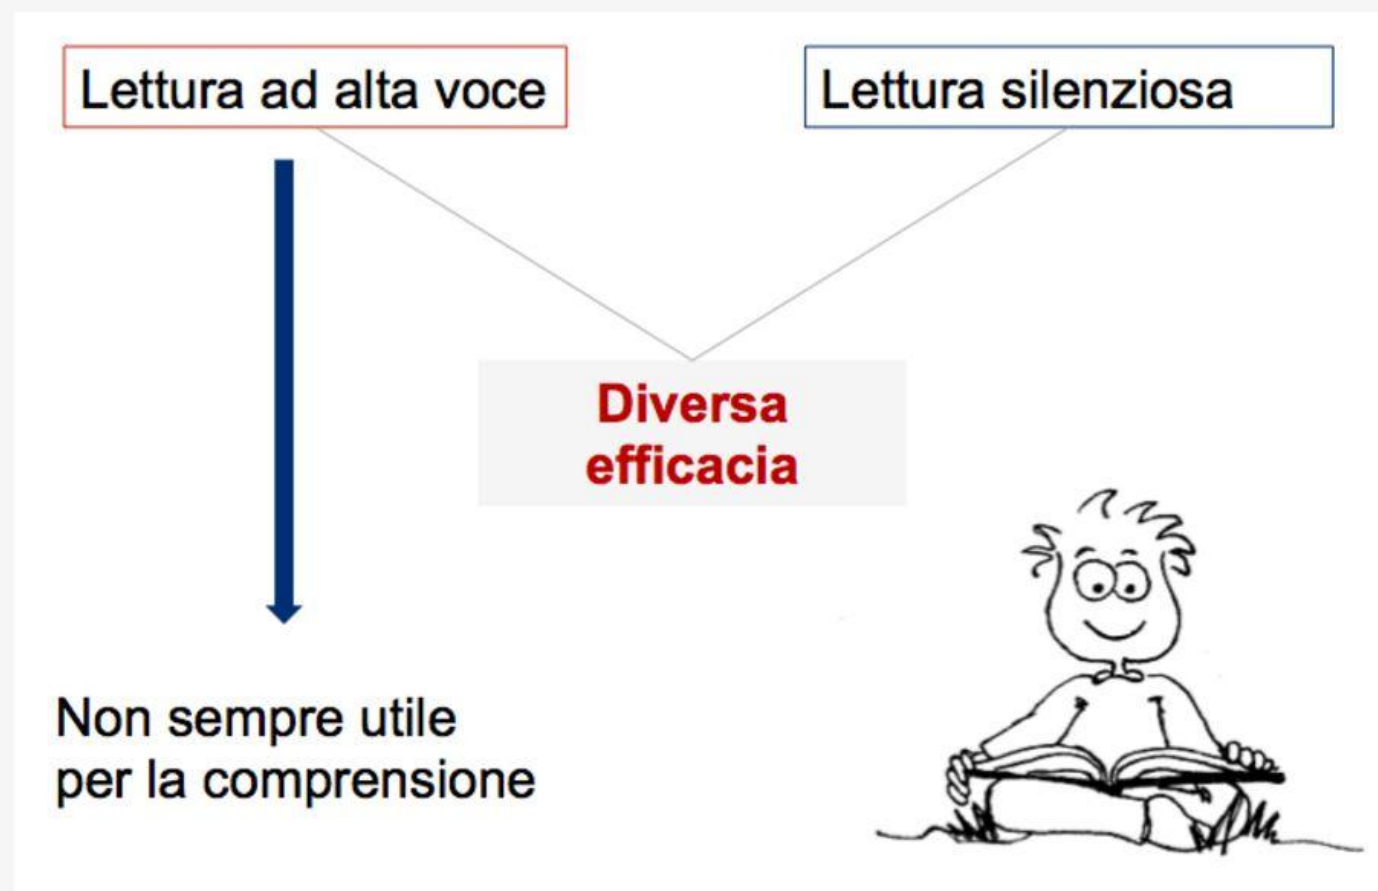 Lettura ad alta voce
Lettura silenziosa
Diversa
efficacia
Non sempre utile
per la comprensione